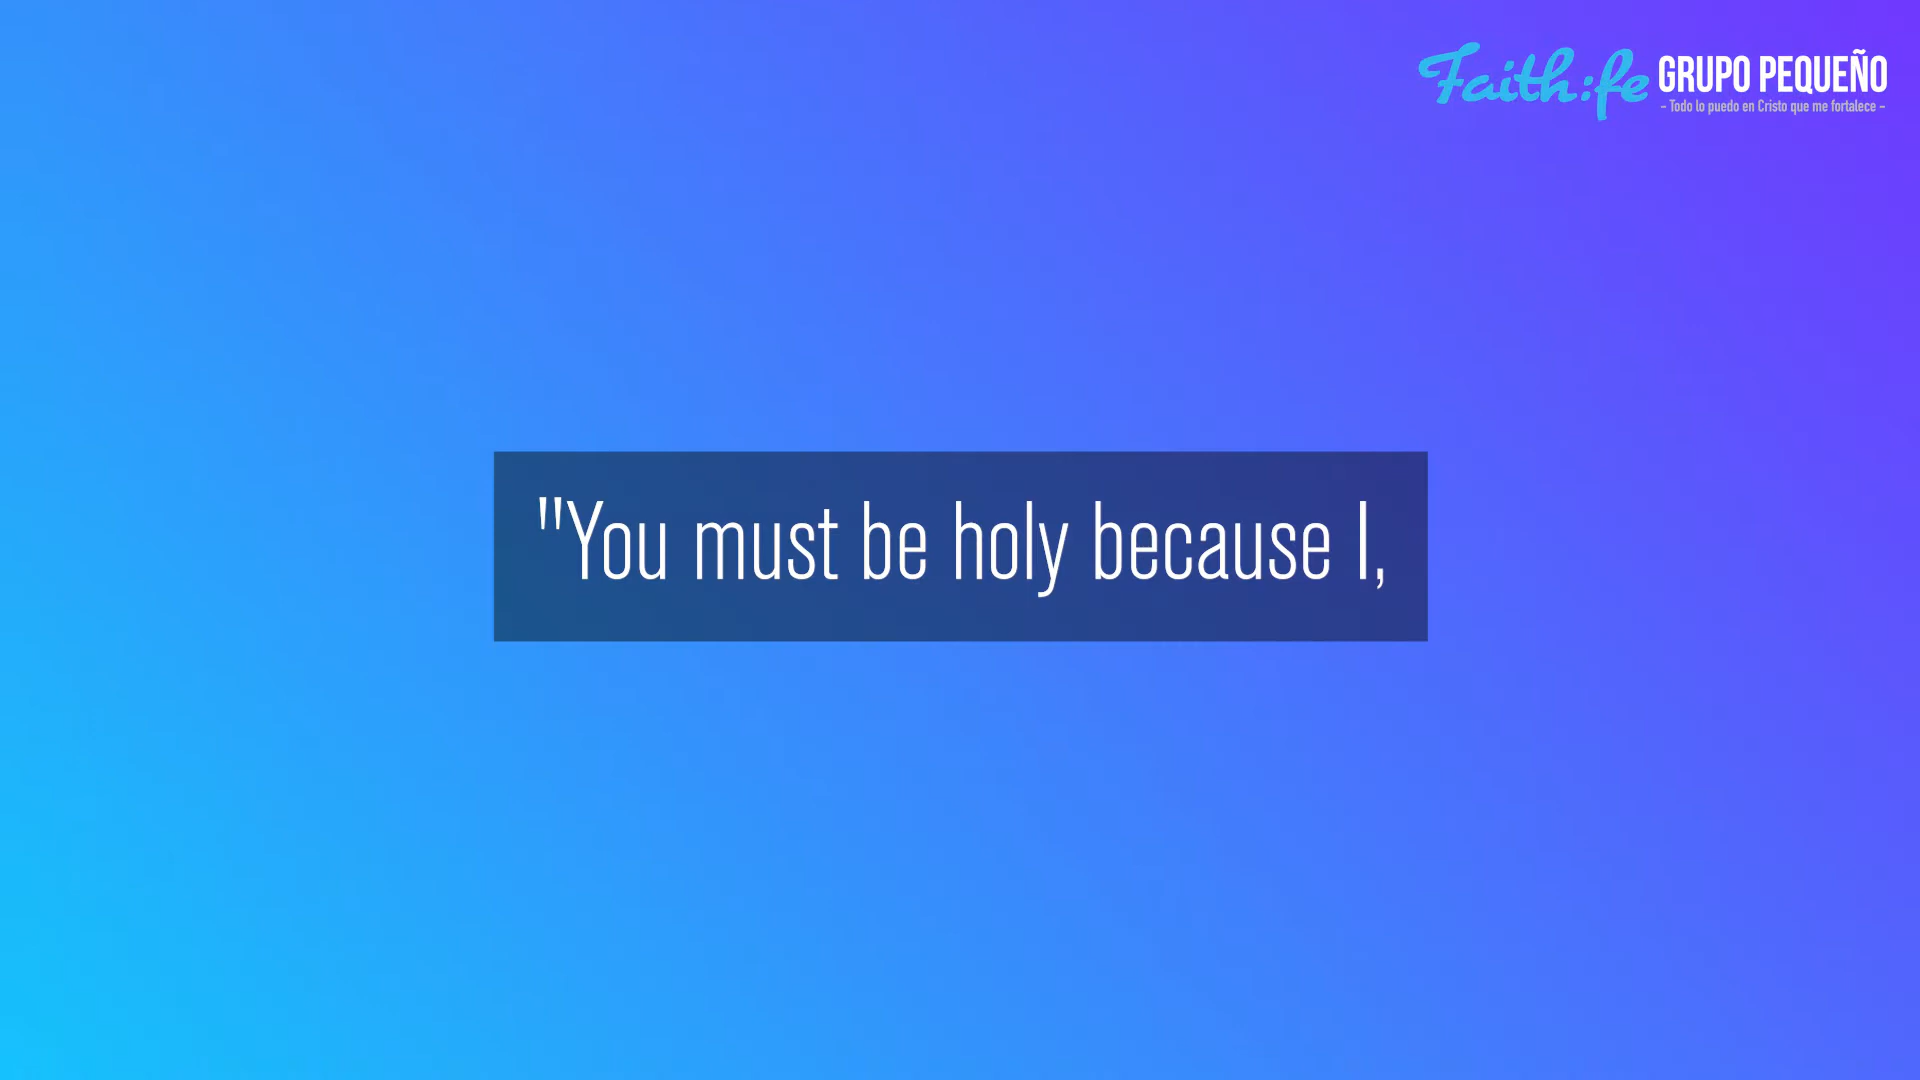 Faith:fe GRUPO PEQUEÑO
- Todo lo puedo en Cristo que me fortalece -
"You must be holy because I,